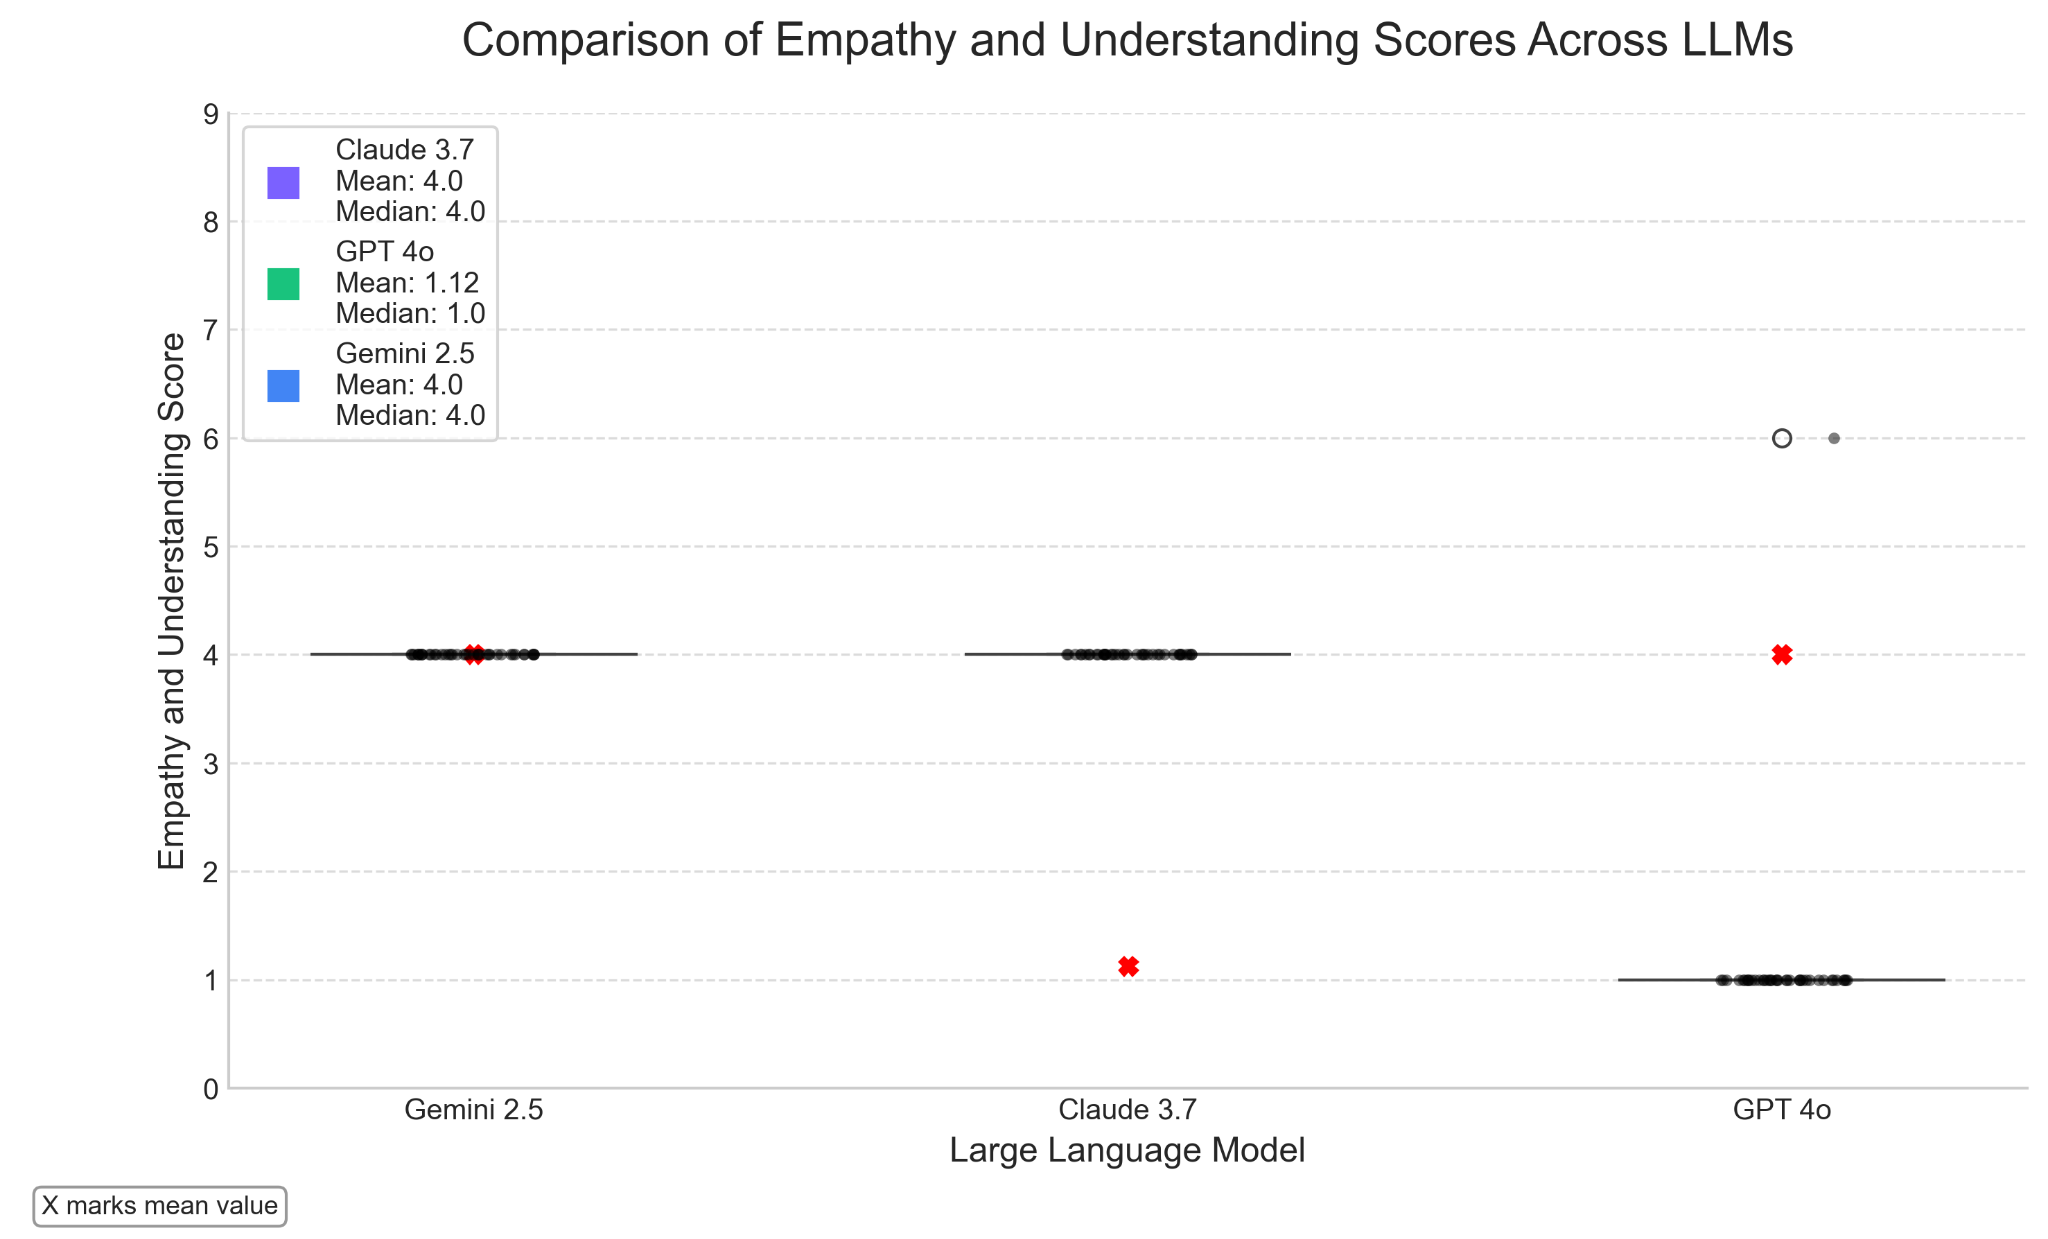 Comparison of Empathy and Understanding Scores Across LLMs
9
8
7
6
5
4
3
2
1
0
Empathy and Understanding Score
Claude 3.7
Mean: 4.0
Median: 4.0
GPT 4o
Mean: 1.12
Median: 1.0
Gemini 2.5
Mean: 4.0
Median: 4.0
Gemini 2.5
Claude 3.7
GPT 4o
Large Language Model
X marks mean value